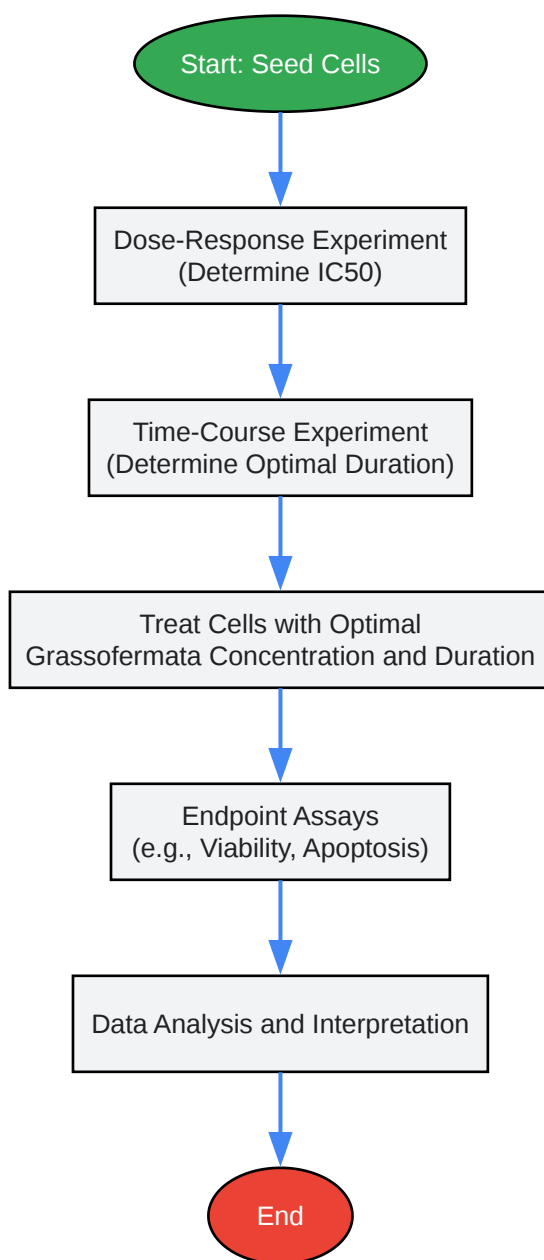 Start: Seed Cells
Dose-Response Experiment
(Determine IC50)
Time-Course Experiment
(Determine Optimal Duration)
Treat Cells with Optimal
Grassofermata Concentration and Duration
Endpoint Assays
(e.g., Viability, Apoptosis)
Data Analysis and Interpretation
End